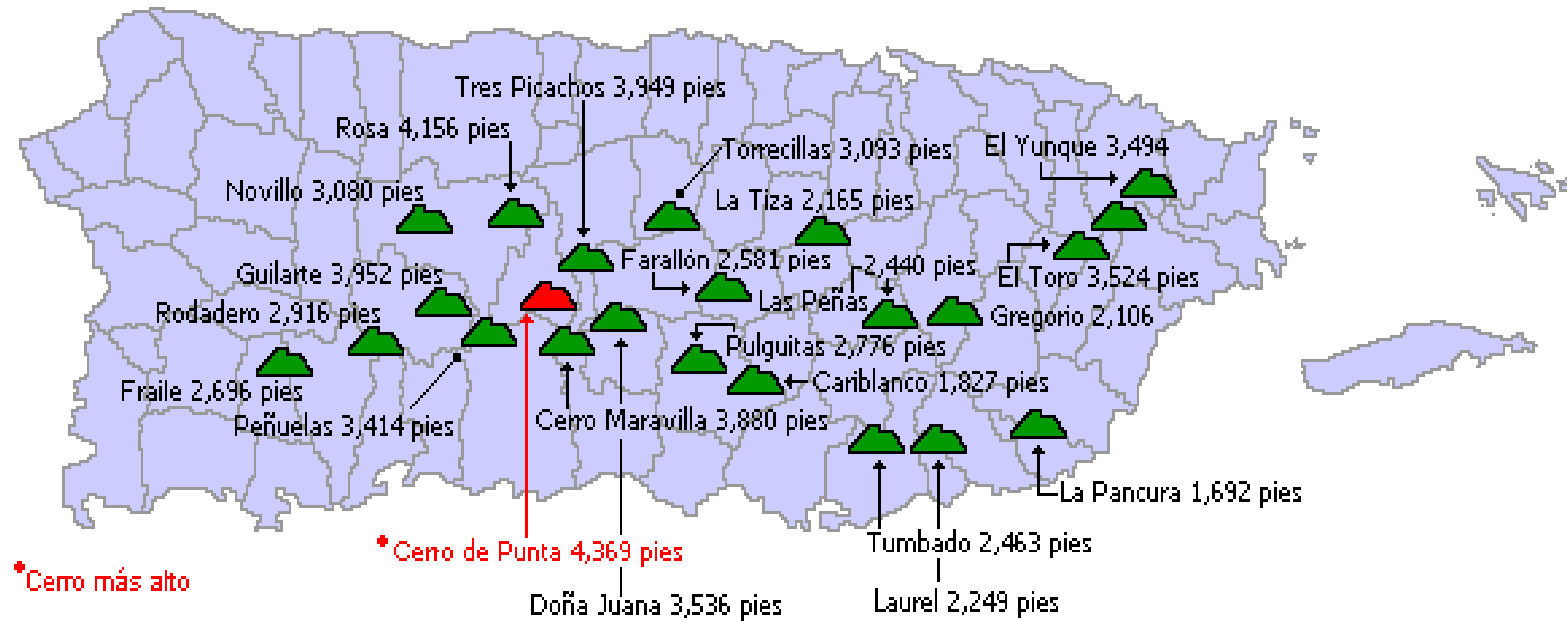 Tres Picachos 3,949 pies
Rosa 4,156 pies
Torrecillas 3,093 pies
El Yunque 3,494
Novillo 3,080 pies
La Tiza 2,165 pies
Guilarte 3,952 pies
Farallón 2,581 pies
2,440 pies
Las Peñas
El Toro 3,524 pies
Rodadero 2,916 pies
Gregorio 2,106
Pulguitas 2,776 pies
Fraile 2,696 pies
Cariblanco 1,827 pies
Peñuelas 3,414 pies
Cerro Maravilla 3,880 pies
La Pancura 1,692 pies
Tumbado 2,463 pies
*Cerro de Punta 4,369 pies
*Cerro más alto
Doña Juana 3,536 pies
Laurel 2,249 pies